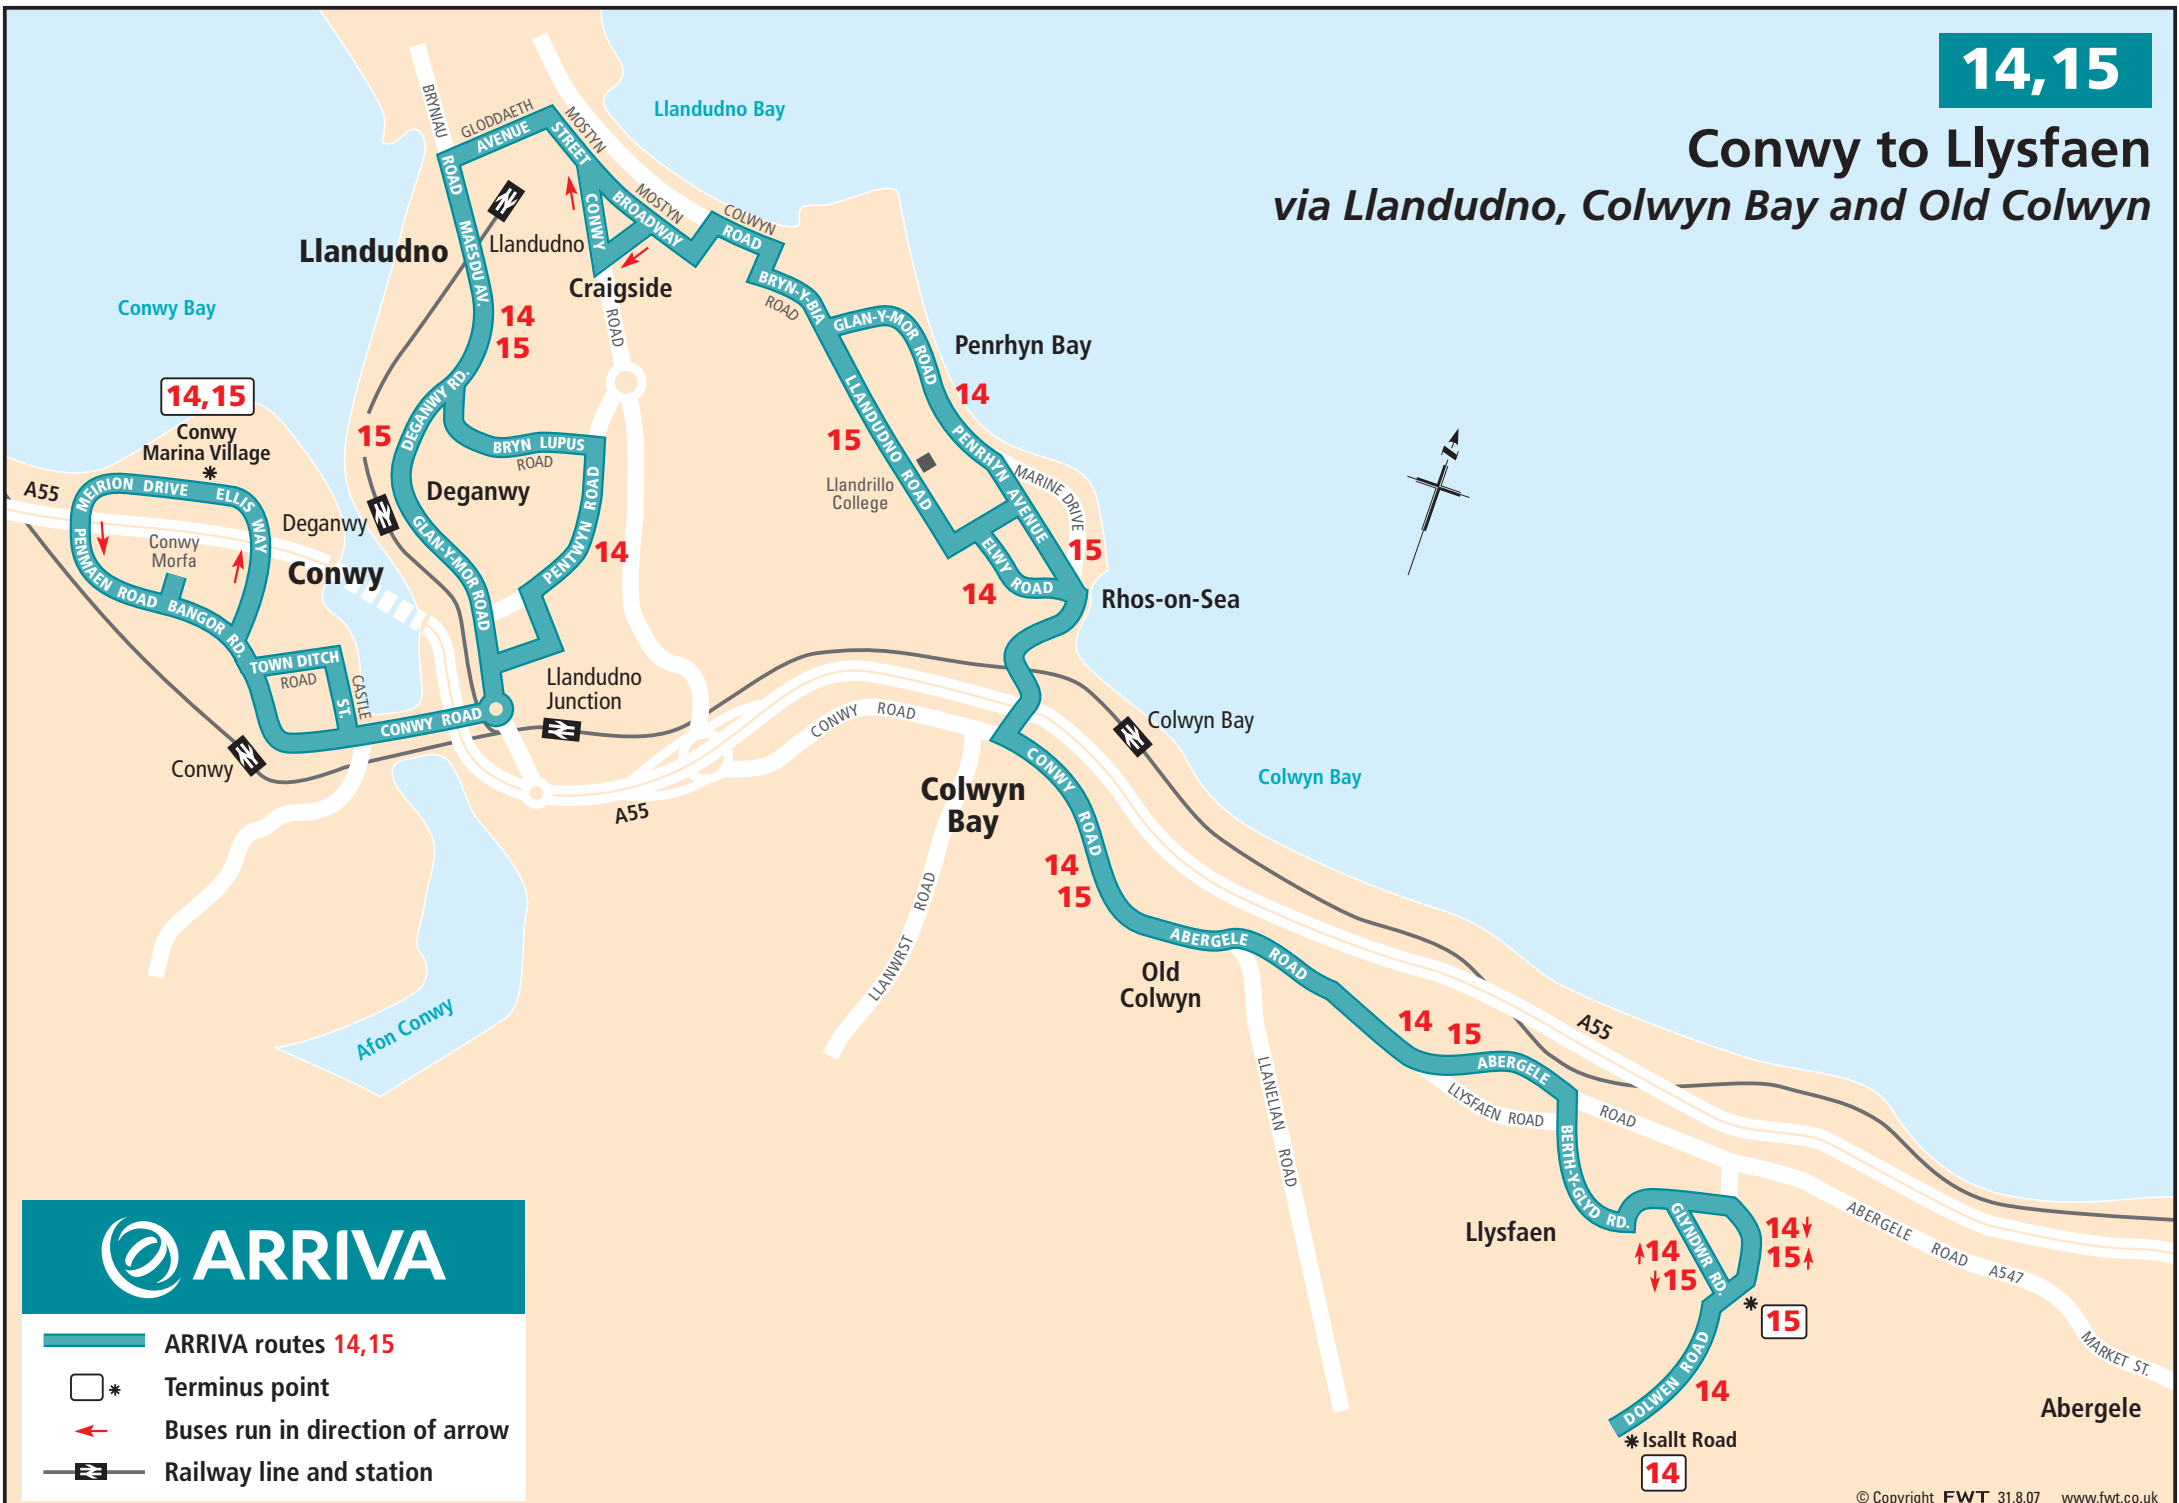 14,15
Conwy to Llysfaen
via Llandudno, Colwyn Bay and Old Colwyn
Llandudno Bay
BRYNIAU
ROAD
GLODDAETH
AVENUE
MOSTYN
STREET
MOSTYN
BROADWAY
COLWYN
ROAD
CONWY
ROAD
MAESDU AV.
Llandudno
Llandudno
Craigside
BRYN-Y-BIA
ROAD
GLAN-Y-MOR ROAD
Penrhyn Bay
Conwy Bay
14
15
14
14,15
Conwy
Marina Village
15
DEGANWY RD.
BRYN LUPUS
ROAD
15
LLANDUDNO ROAD
PENRHYN AVENUE
MARINE DRIVE
Llandrillo
College
A55
MEIRION DRIVE
ELLIS WAY
Deganwy
Deganwy
PENTWYN ROAD
14
Conwy
Morfa
Conwy
GLAN-Y-MOR ROAD
PENMAEN ROAD
BANGOR RD.
ELWY ROAD
15
14
Rhos-on-Sea
TOWN DITCH
ROAD
CASTLE
ST.
CONWY ROAD
Llandudno
Junction
CONWY ROAD
Colwyn Bay
Conwy
Colwyn
Bay
Colwyn Bay
A55
CONWY ROAD
14
15
LLANWRST ROAD
ABERGELE ROAD
Old
Colwyn
Afon Conwy
14 15
A55
LLANELIAN ROAD
ABERGELE
ROAD
LLYSFAEN ROAD
BERTH-Y-GLYD RD.
Llysfaen
GLYNDWR RD.
14
15
14
15
ABERGELE ROAD A547
15
DOLWEN ROAD
14
MARKET ST.
Abergele
Isallt Road
14
ARRIVA
ARRIVA routes 14,15
Terminus point
Buses run in direction of arrow
Railway line and station
© Copyright FWT 31.8.07 www.fwt.co.uk